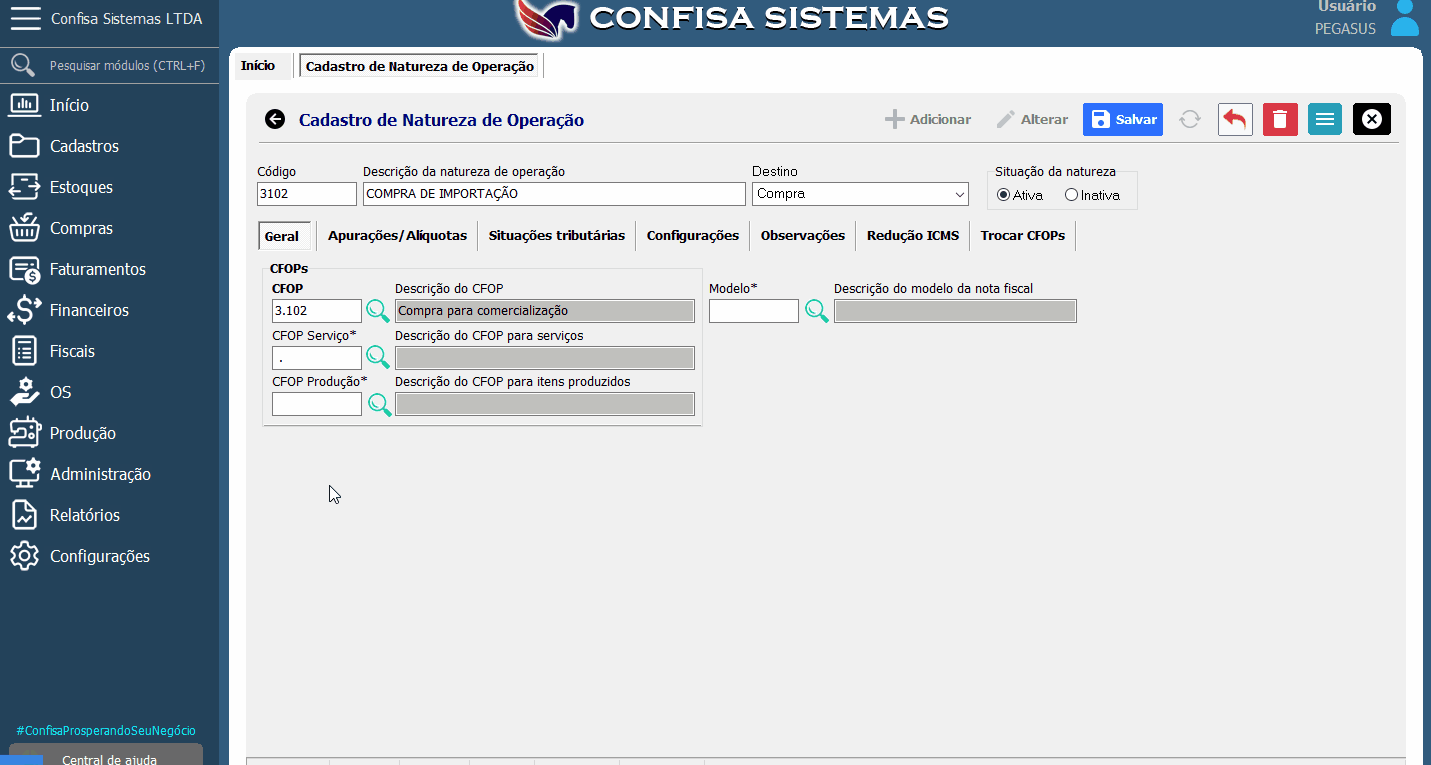 Confisa Sistemas LTDA
CONFISA SISTEMAS
Usuário
PEGASUS
Pesquisar módulos (CTRL+F)
Início
Cadastros
Estoques
Compras
Faturamentos
Financeiros
Fiscais
OS
Produção
Administração
Relatórios
Configurações
#ConfisaProsperandoSeuNegócio
Central de ajuda
Início
Cadastro de Natureza de Operação
Cadastro de Natureza de Operação
Adicionar
Alterar
Salvar
Código
Descrição da natureza de operação
Destino
Situação da natureza
3102
COMPRA DE IMPORTAÇÃO
Compra
Ativa
Inativa
Geral
Apurações/Alíquotas
Situações tributárias
Configurações
Observações
Redução ICMS
Trocar CFOPs
CFOPs
CFOP
Descrição do CFOP
Modelo*
Descrição do modelo da nota fiscal
3.102
Compra para comercialização
CFOP Serviço*
Descrição do CFOP para serviços
.
CFOP Produção*
Descrição do CFOP para itens produzidos